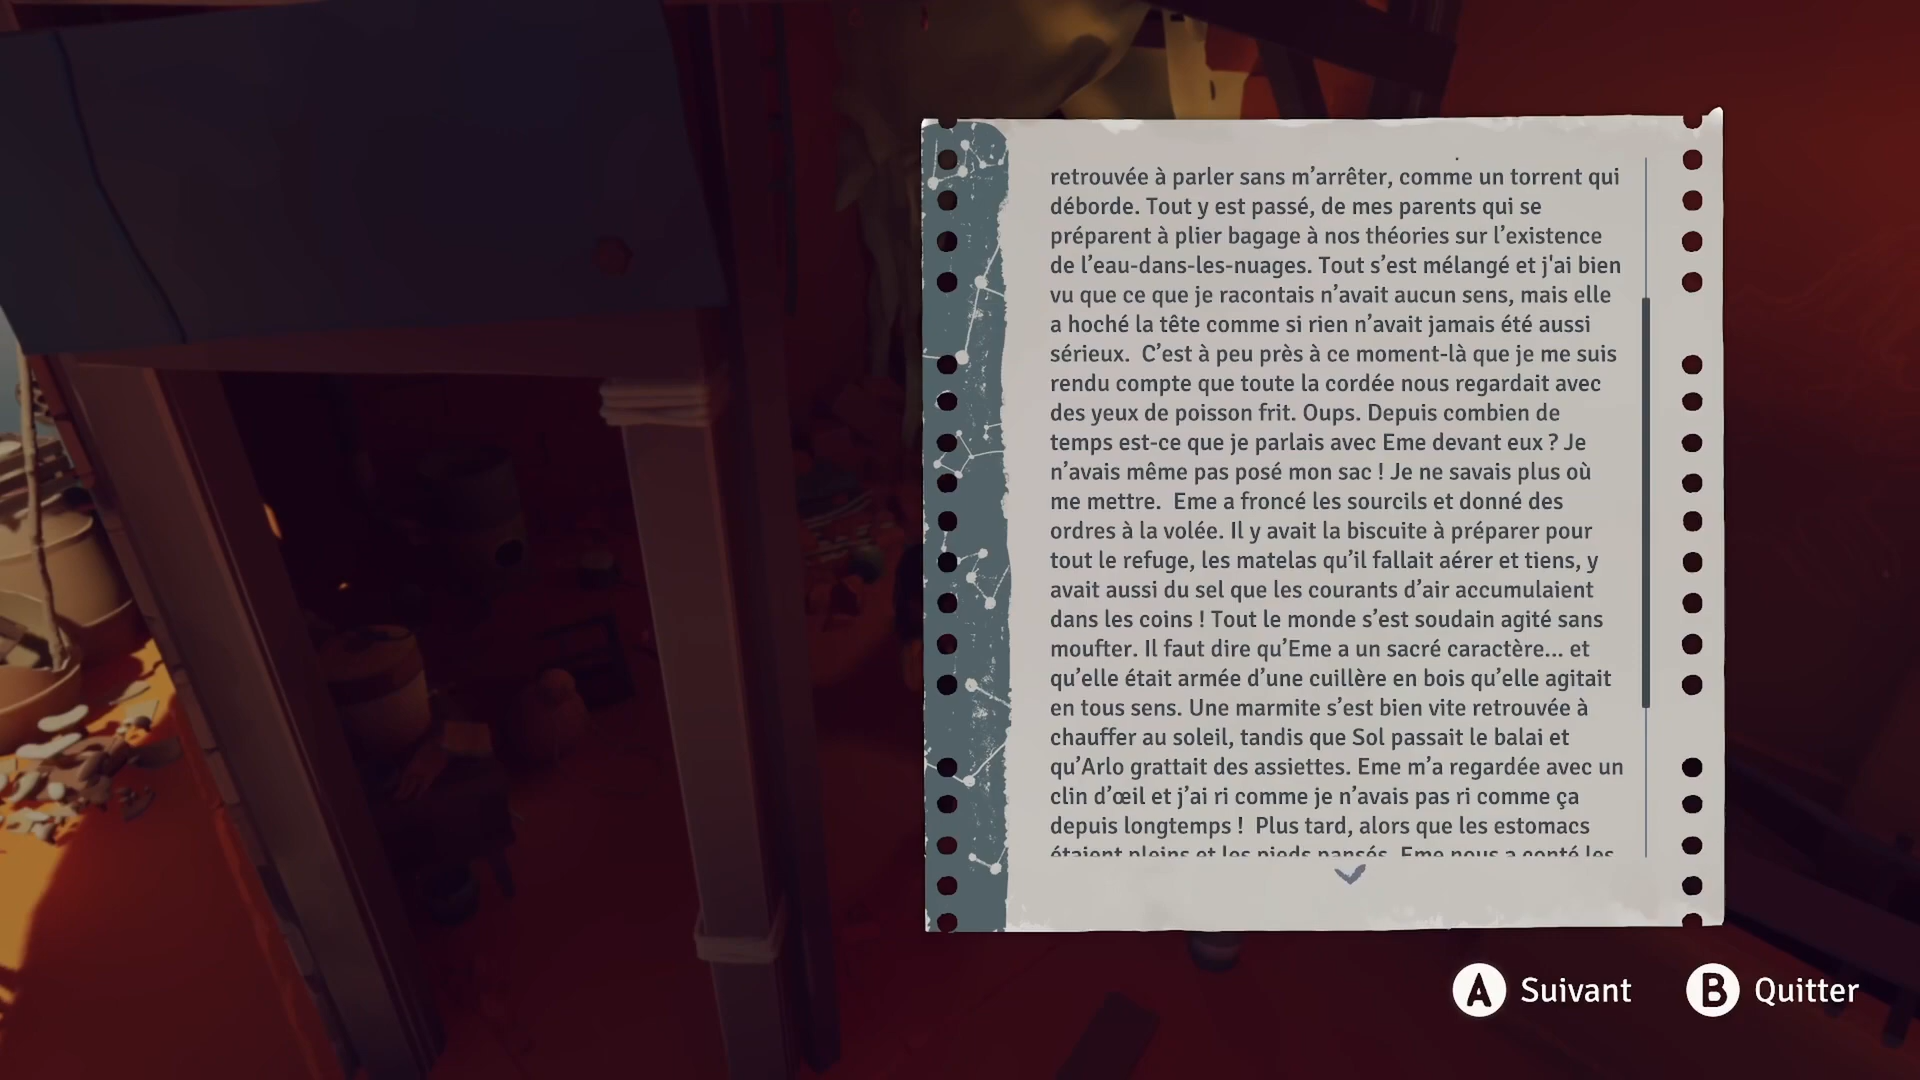 retrouvée à parler sans m’arrêter, comme un torrent qui
déborde. Tout y est passé, de mes parents qui se
préparent à plier bagage à nos théories sur l’existence
de l’eau-dans-les-nuages. Tout s’est mélangé et j'ai bien
vu que ce que je racontais n’avait aucun sens, mais elle
a hoché la tête comme si rien n’avait jamais été aussi
sérieux.  C’est à peu près à ce moment-là que je me suis
rendu compte que toute la cordée nous regardait avec
des yeux de poisson frit. Oups. Depuis combien de
temps est-ce que je parlais avec Eme devant eux ? Je
n’avais même pas posé mon sac ! Je ne savais plus où
me mettre.  Eme a froncé les sourcils et donné des
ordres à la volée. Il y avait la biscuite à préparer pour
tout le refuge, les matelas qu’il fallait aérer et tiens, y
avait aussi du sel que les courants d’air accumulaient
dans les coins ! Tout le monde s’est soudain agité sans
moufter. Il faut dire qu’Eme a un sacré caractère... et
qu’elle était armée d’une cuillère en bois qu’elle agitait
en tous sens. Une marmite s’est bien vite retrouvée à
chauffer au soleil, tandis que Sol passait le balai et
qu’Arlo grattait des assiettes. Eme m’a regardée avec un
clin d’œil et j’ai ri comme je n’avais pas ri comme ça
depuis longtemps !  Plus tard, alors que les estomacs
étaient pleins et les pieds pansés, Eme nous a conté les
A Suivant B Quitter